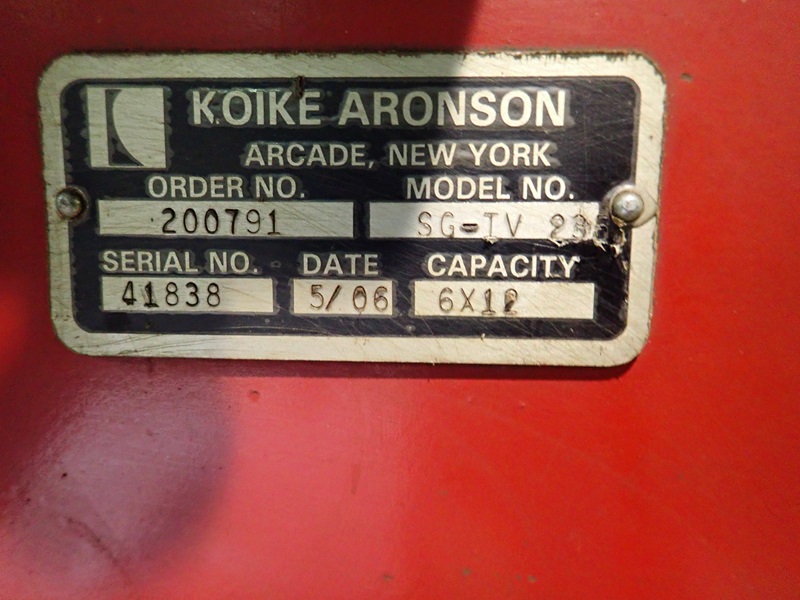 KOIKE ARONSON
ARCADE, NEW YORK
ORDER NO. MODEL NO.
200791 SG-TV
SERIAL NO. DATE CAPACITY
41838 5/06 6X12